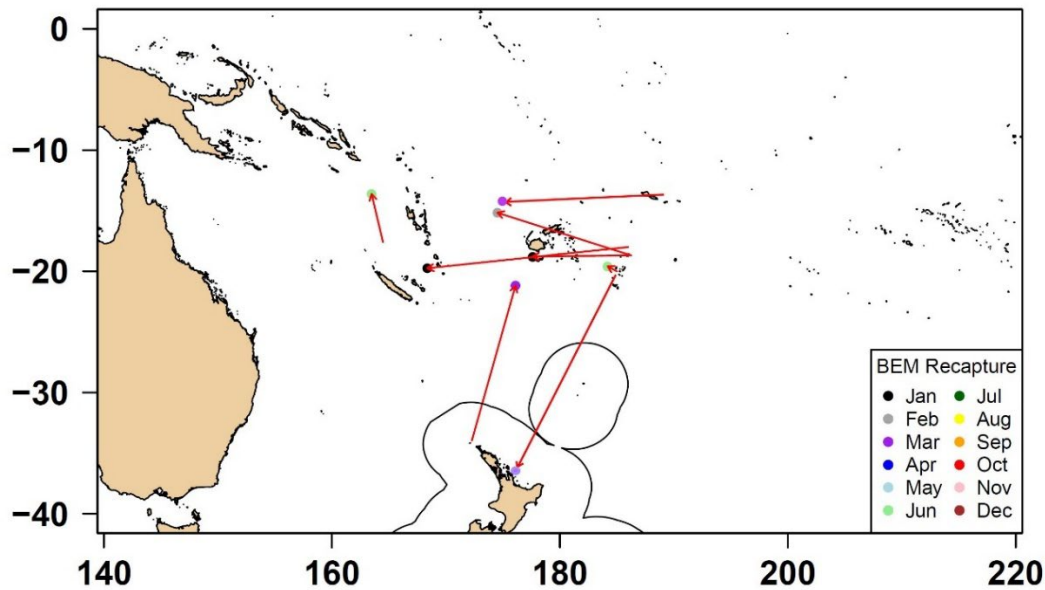 0
−10
−20
−30
−40
140 160 180 200 220
BEM Recapture
Jan Jul
Feb Aug
Mar Sep
Apr Oct
May Nov
Jun Dec